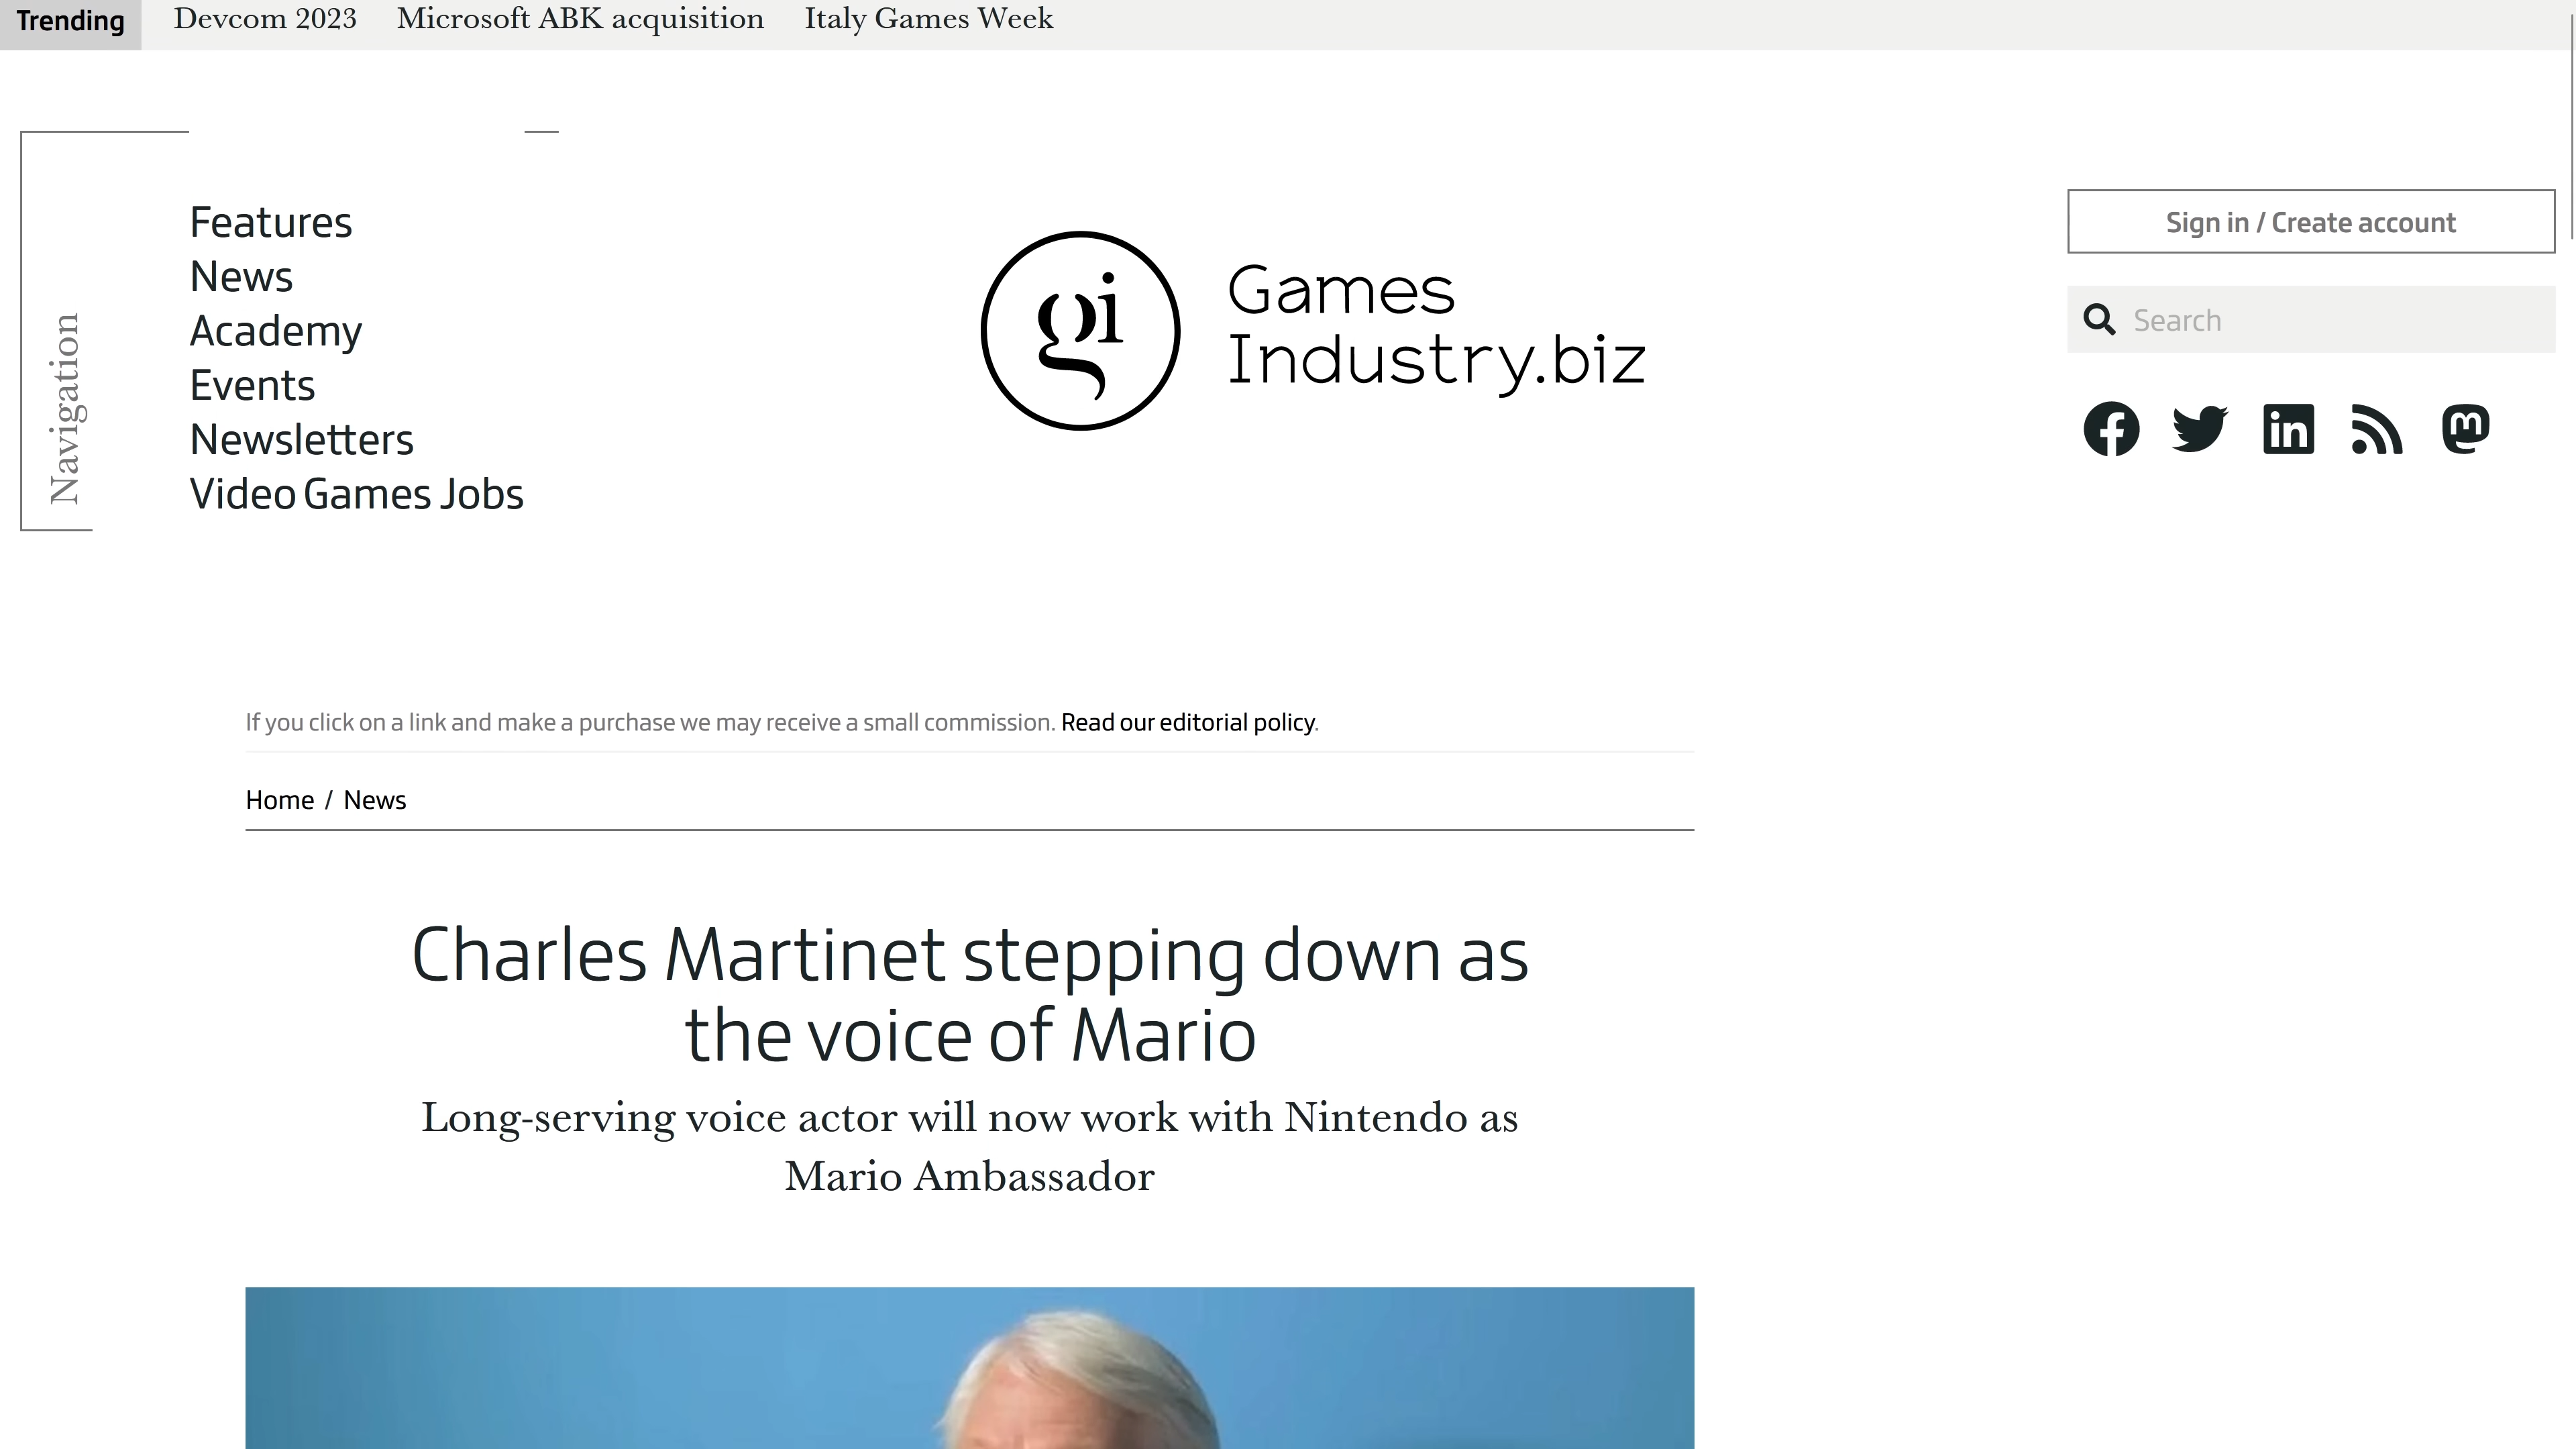 Trending Devcom 2023 Microsoft ABK acquisition Italy Games Week
Navigation
Features
News
Academy
Events
Newsletters
Video Games Jobs
gi
Games
Industry.biz
Sign in / Create account
Search
If you click on a link and make a purchase we may receive a small commission. Read our editorial policy.
Home / News
Charles Martinet stepping down as
the voice of Mario
Long-serving voice actor will now work with Nintendo as
Mario Ambassador